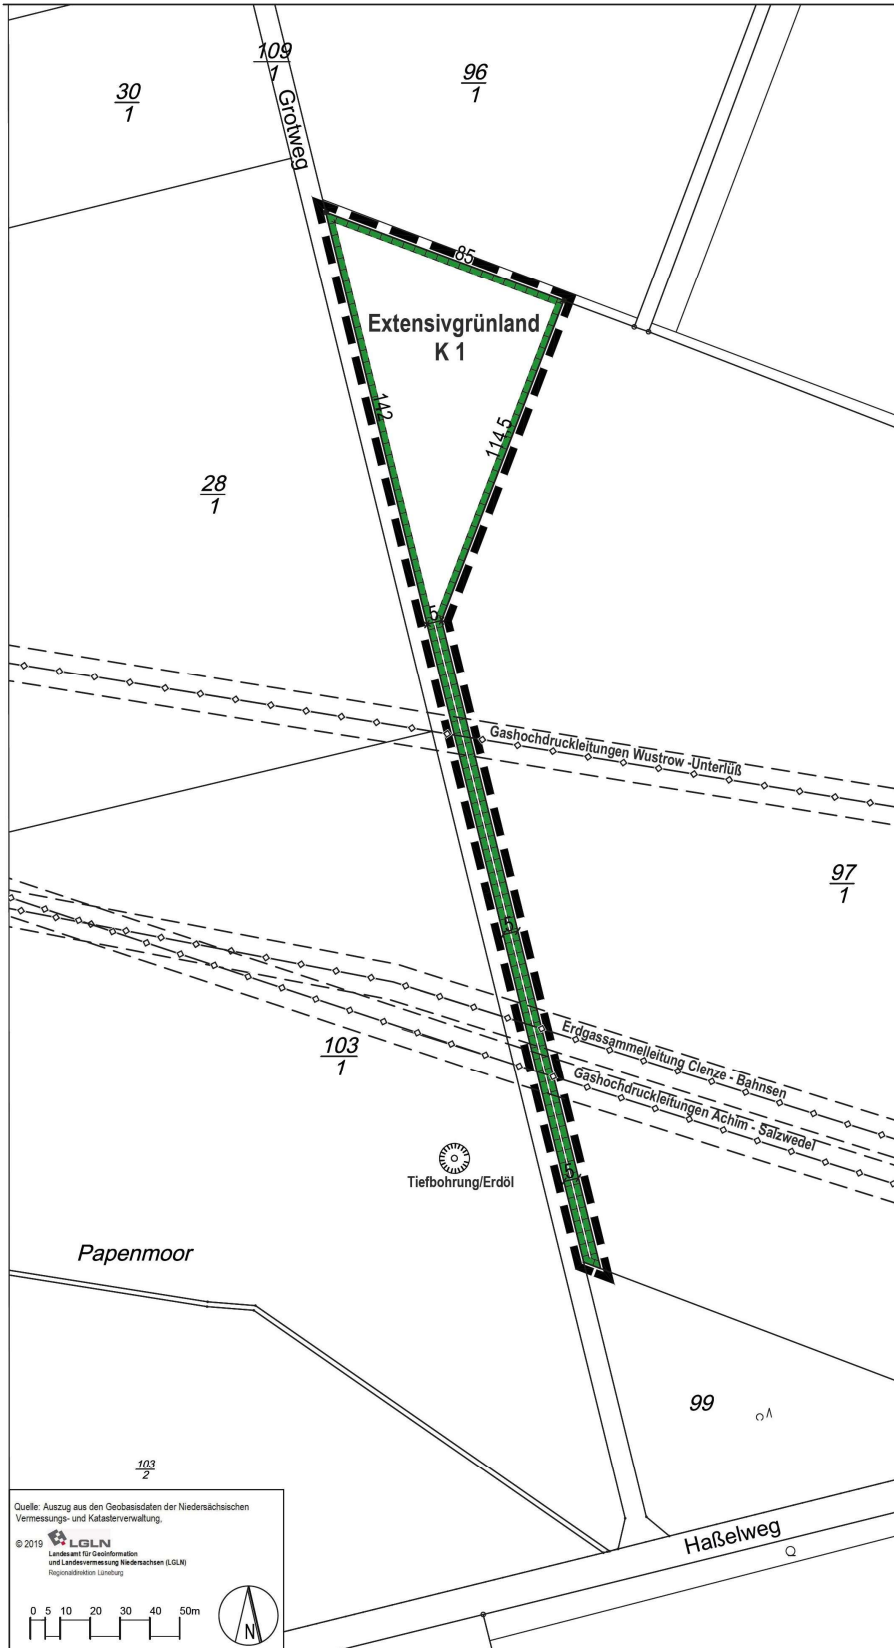 109
1
96
1
30
1
Grotweg
85
Extensivgrünland
K 1
142
114,5
28
1
5
Gashochdruckleitungen Wustrow -Unterlüß
97
1
5
Erdgassammelleitung Clenze - Bahnsen
103
1
Gashochdruckleitungen Achim - Salzwedel
Tiefbohrung/Erdöl
5
Papenmoor
99
103
2
Quelle: Auszug aus den Geobasisdaten der Niedersächsischen
Vermessungs- und Katasterverwaltung,
© 2019 LGLN
Landesamt für Geoinformation
und Landesvermessung Niedersachsen (LGLN)
Regionaldirektion Lüneburg
Haßelweg
0 5 10 20 30 40 50m
N